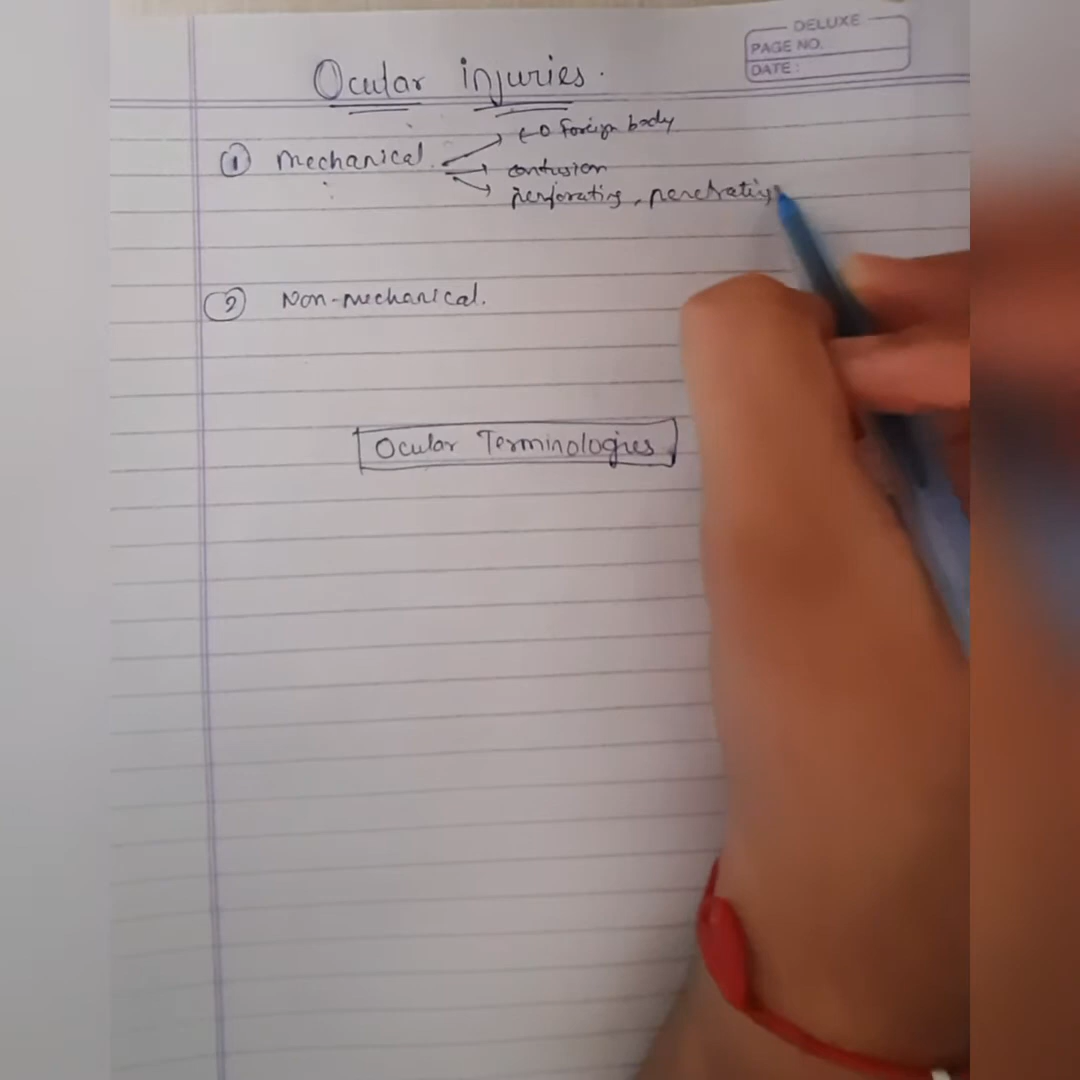 DELUXE
PAGE NO.
DATE :
Ocular injuries.
① mechanical.
foreign body
contusion
perforating, penetrating
② Non-mechanical.
Ocular Terminologies